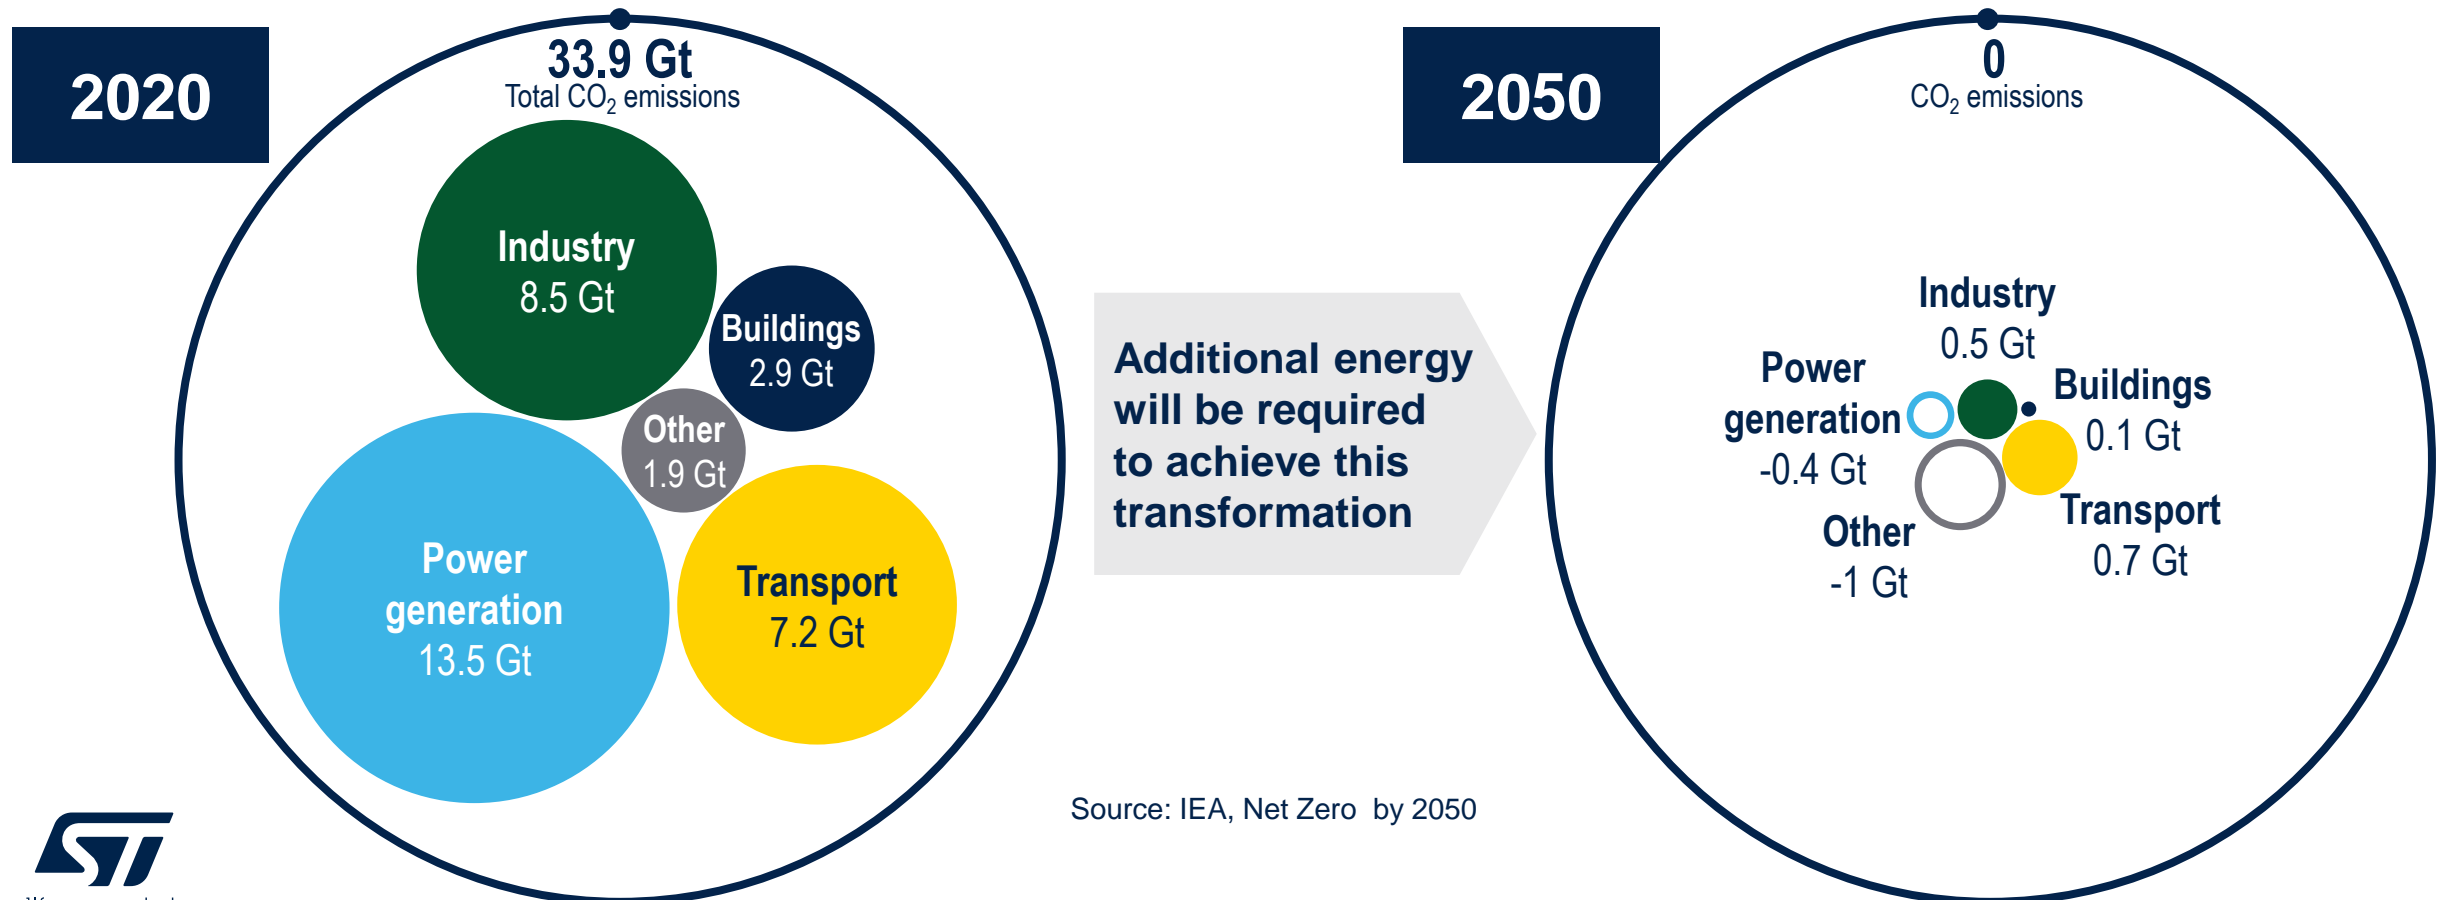 2020
33.9 Gt
Total CO₂ emissions
Industry
8.5 Gt
Buildings
2.9 Gt
Other
1.9 Gt
Power
generation
13.5 Gt
Transport
7.2 Gt
Additional energy
will be required
to achieve this
transformation
Source: IEA, Net Zero by 2050
2050
0
CO₂ emissions
Industry
0.5 Gt
Power
generation
-0.4 Gt
Buildings
0.1 Gt
Transport
0.7 Gt
Other
-1 Gt
ST